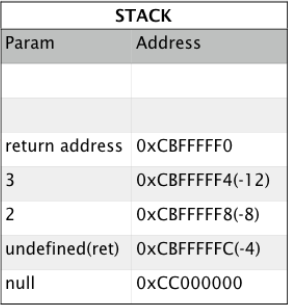 STACK
Param Address
return address 0xCBFFFFF0
3 0xCBFFFFF4(-12)
2 0xCBFFFFF8(-8)
undefined(ret) 0xCBFFFFFC(-4)
null 0xCC000000